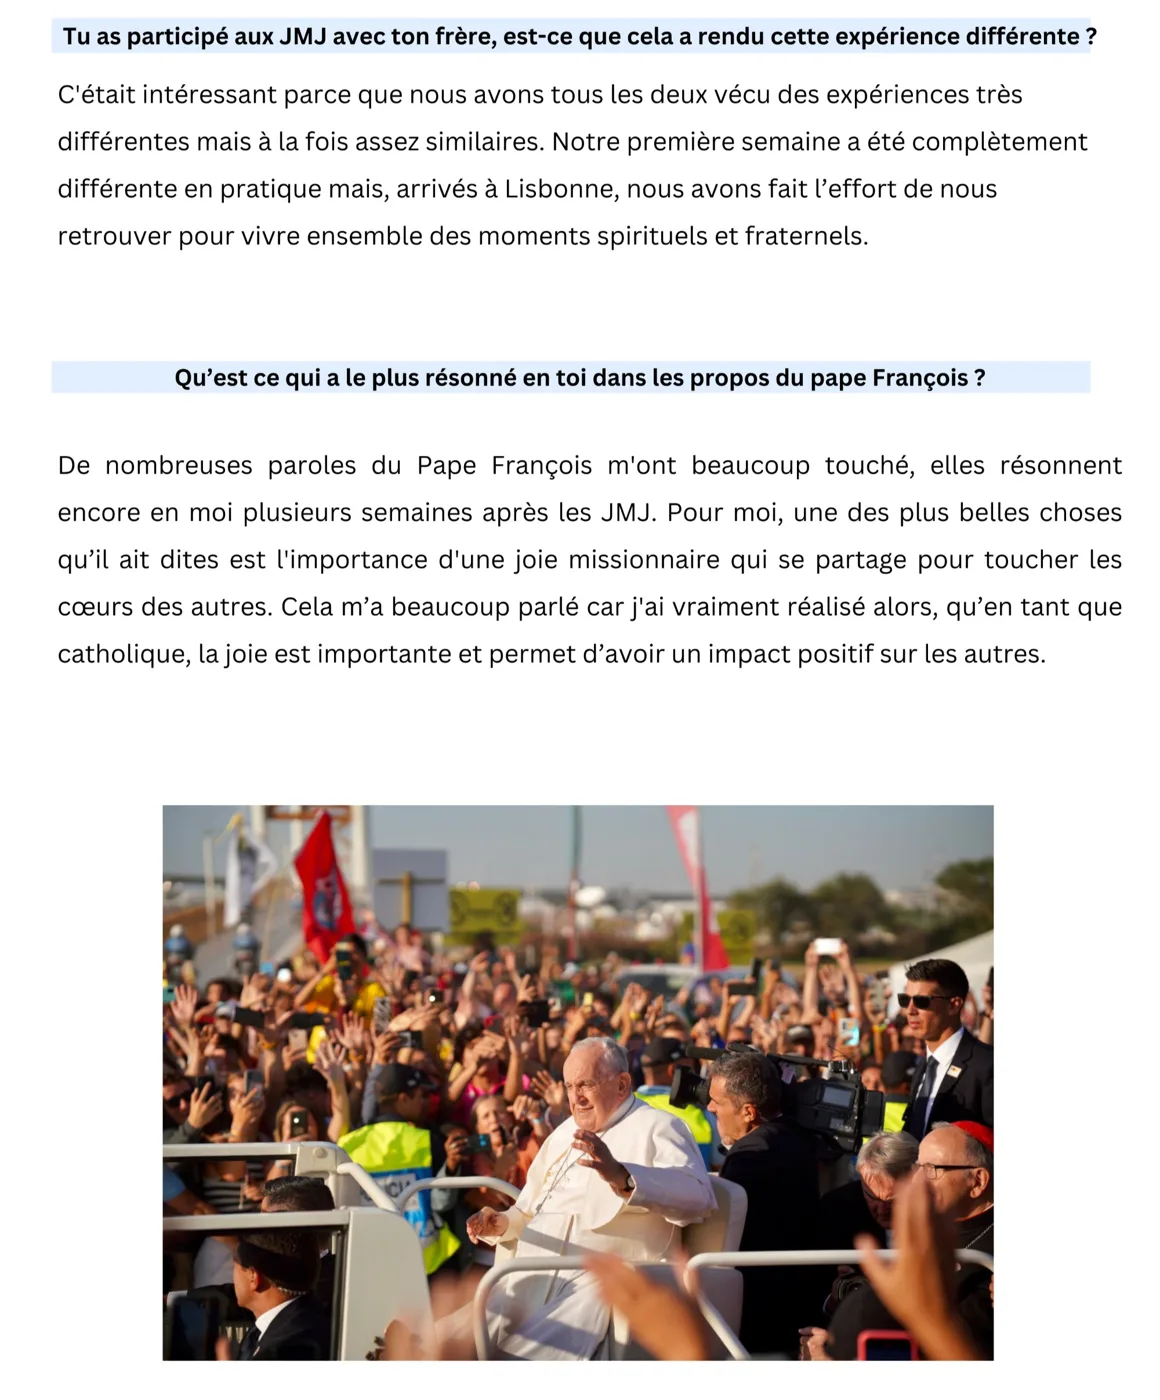 Tu as participé aux JMJ avec ton frère, est-ce que cela a rendu cette expérience différente ?
C'était intéressant parce que nous avons tous les deux vécu des expériences très
différentes mais à la fois assez similaires. Notre première semaine a été complètement
différente en pratique mais, arrivés à Lisbonne, nous avons fait l’effort de nous
retrouver pour vivre ensemble des moments spirituels et fraternels.
Qu’est ce qui a le plus résonné en toi dans les propos du pape François ?
De nombreuses paroles du Pape François m'ont beaucoup touché, elles résonnent
encore en moi plusieurs semaines après les JMJ. Pour moi, une des plus belles choses
qu’il ait dites est l'importance d'une joie missionnaire qui se partage pour toucher les
cœurs des autres. Cela m’a beaucoup parlé car j'ai vraiment réalisé alors, qu’en tant que
catholique, la joie est importante et permet d’avoir un impact positif sur les autres.